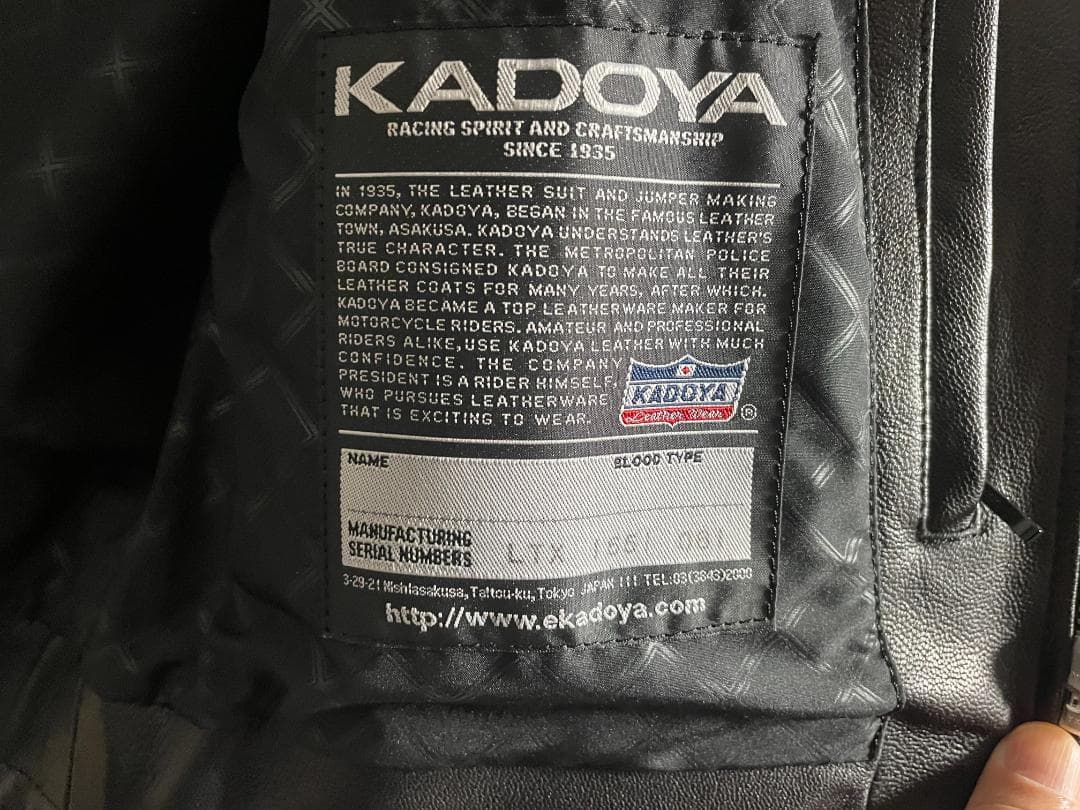 KADOYA
RACING SPIRIT AND CRAFTSMANSHIP
SINCE 1935
IN 1935, THE LEATHER SUIT AND JUMPER MAKING
COMPANY, KADOYA, BEGAN IN THE FAMOUS LEATHER
TOWN, ASAKUSA. KADOYA UNDERSTANDS LEATHER'S
TRUE CHARACTER. THE METROPOLITAN POLICE
BOARD CONSIGNED KADOYA TO MAKE ALL THEIR
LEATHER COATS FOR MANY YEARS, AFTER WHICH.
KADOYA BECAME A TOP LEATHERWARE MAKER FOR
MOTORCYCLE RIDERS. AMATEUR AND PROFESSIONAL
RIDERS ALIKE, USE KADOYA LEATHER WITH MUCH
CONFIDENCE. THE COMPANY
PRESIDENT IS A RIDER HIMSELF,
WHO PURSUES LEATHERWARE
THAT IS EXCITING TO WEAR.
KADOYA
Leather Wear ®
NAME BLOOD TYPE
MANUFACTURING
SERIAL NUMBERS LTX
3-29-21 Nishiasakusa, Taitou-ku, Tokyo JAPAN 111 TEL:03(3843)2000
http://www.ekadoya.com